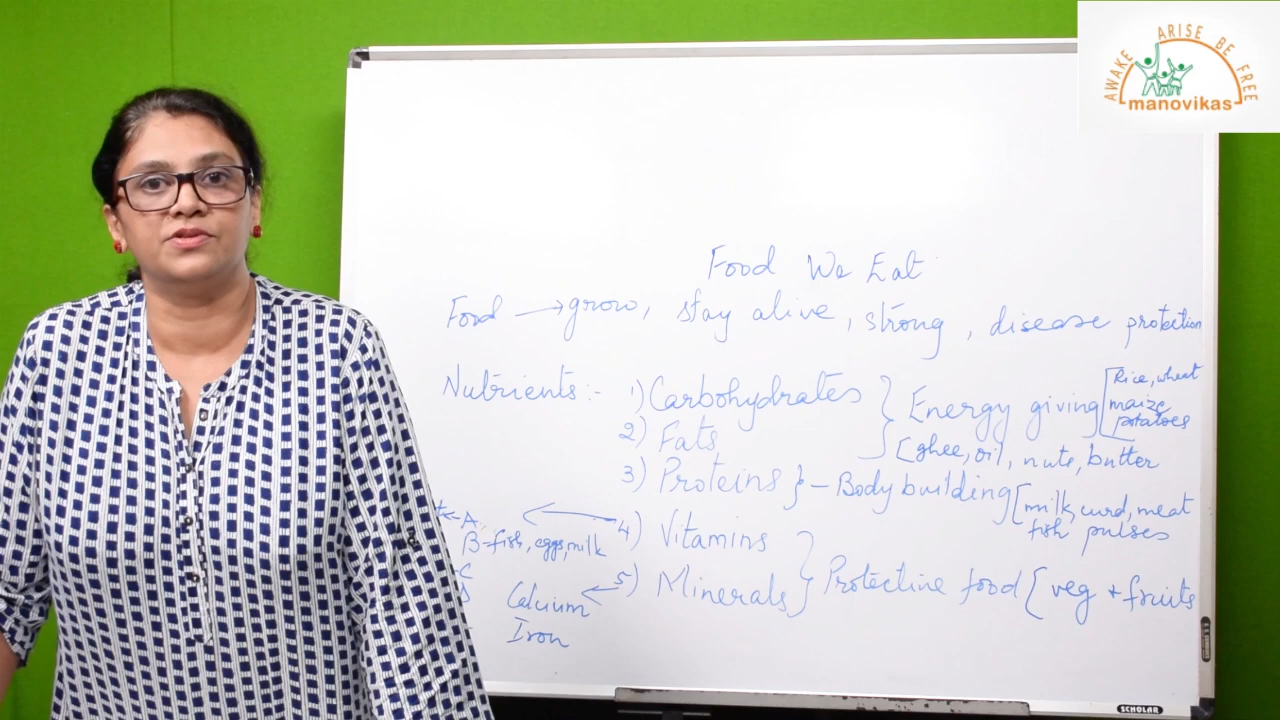 AWAKE ARISE BE FREE
manovikas
Food We Eat
Food → grow, stay alive, strong, disease protection
Nutrients :- 1) Carbohydrates } Energy giving [Rice, wheat
maize
potatoes
2) Fats [ghee, oil, nuts, butter
3) Proteins } - Body building [milk, curd, meat
fish pulses
4) Vitamins
A
B-fish, eggs, milk
C
5) Minerals } Protective food [veg + fruits
Calcium
Iron
SCHOLAR